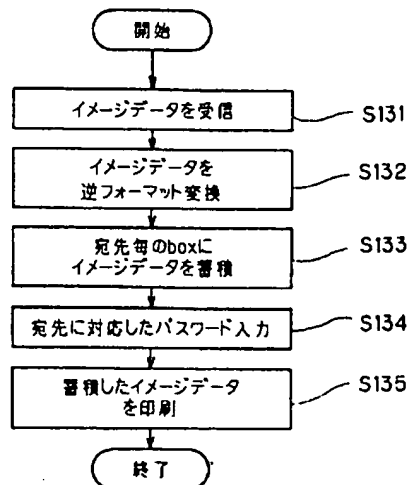 開始
イメージデータを受信
S131
イメージデータを
逆フォーマット変換
S132
宛先毎のboxに
イメージデータを蓄積
S133
宛先に対応したパスワード入力
S134
蓄積したイメージデータ
を印刷
S135
終了